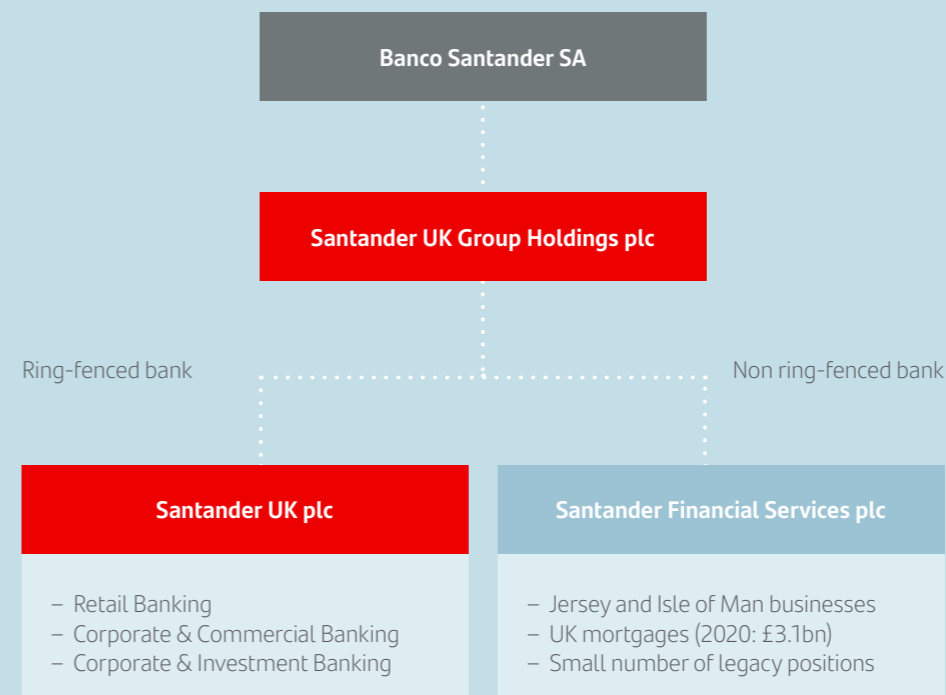 Banco Santander SA
Santander UK Group Holdings plc
Ring-fenced bank
Non ring-fenced bank
Santander UK plc
– Retail Banking
– Corporate & Commercial Banking
– Corporate & Investment Banking
Santander Financial Services plc
– Jersey and Isle of Man businesses
– UK mortgages (2020: £3.1bn)
– Small number of legacy positions